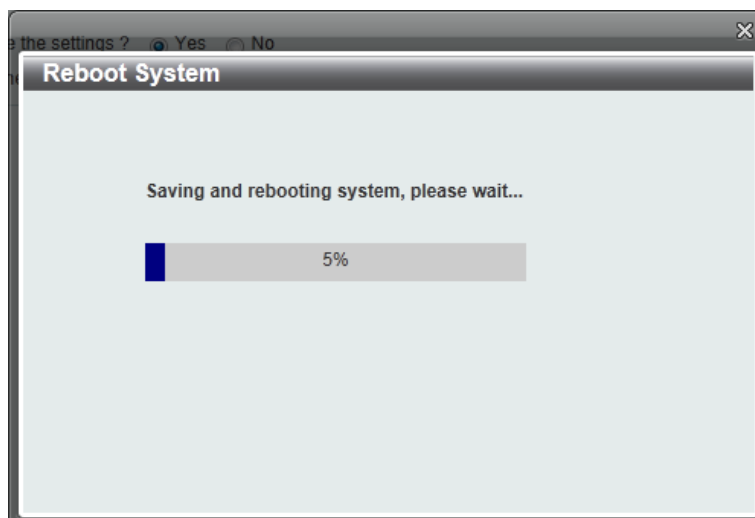 e the settings ? Yes No
Reboot System
Saving and rebooting system, please wait...
5%